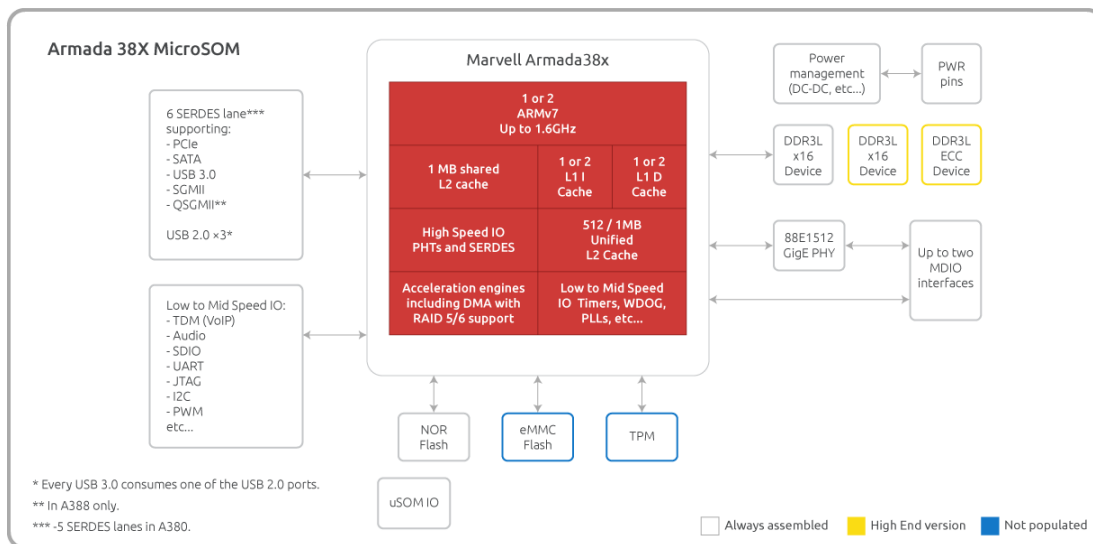 Armada 38X MicroSOM
6 SERDES lane***
supporting:
- PCIe
- SATA
- USB 3.0
- SGMII
- QSGMII**
USB 2.0 ×3*
Low to Mid Speed IO:
- TDM (VoIP)
- Audio
- SDIO
- UART
- JTAG
- I2C
- PWM
etc...
Marvell Armada38x
1 or 2
ARMv7
Up to 1.6GHz
1 MB shared
L2 cache
1 or 2
L1 I
Cache
1 or 2
L1 D
Cache
High Speed IO
PHTs and SERDES
512 / 1MB
Unified
L2 Cache
Acceleration engines
including DMA with
RAID 5/6 support
Low to Mid Speed
IO Timers, WDOG,
PLLs, etc...
Power
management
(DC-DC, etc...)
PWR
pins
DDR3L
x16
Device
DDR3L
x16
Device
DDR3L
ECC
Device
88E1512
GigE PHY
Up to two
MDIO
interfaces
NOR
Flash
eMMC
Flash
TPM
uSOM IO
* Every USB 3.0 consumes one of the USB 2.0 ports.
** In A388 only.
*** -5 SERDES lanes in A380.
Always assembled
High End version
Not populated